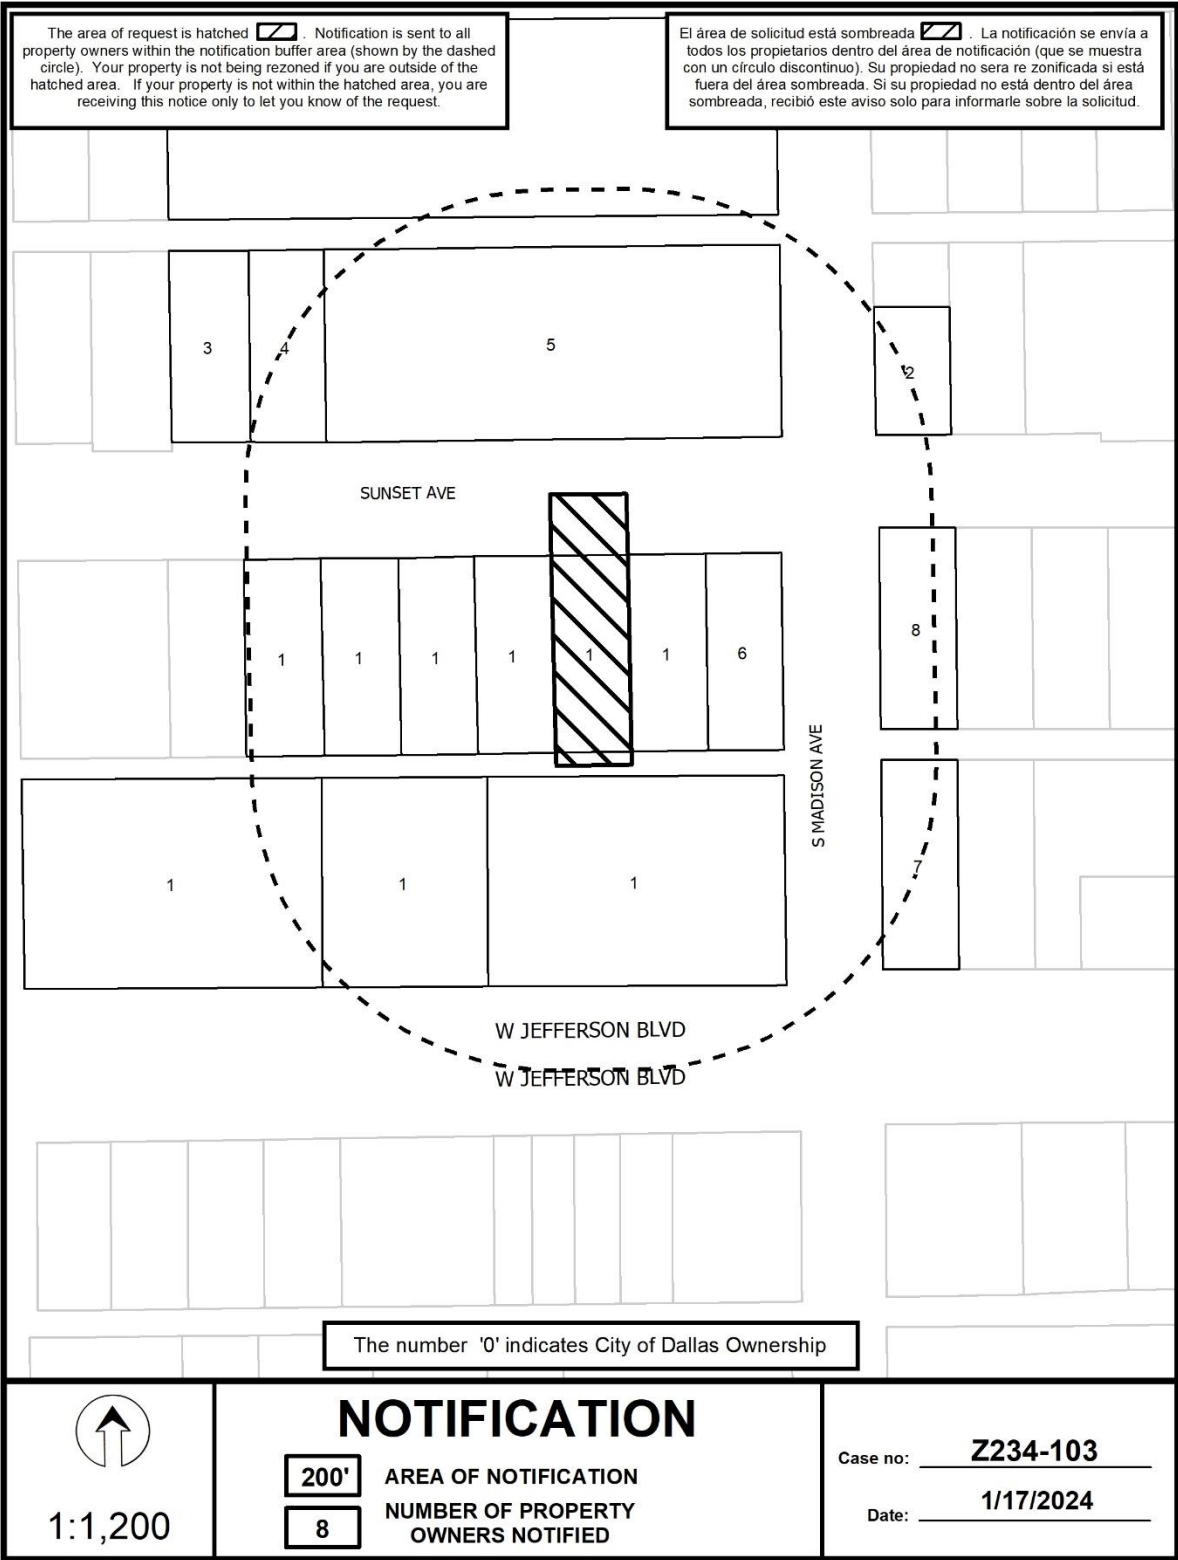 The area of request is hatched . Notification is sent to all
property owners within the notification buffer area (shown by the dashed
circle). Your property is not being rezoned if you are outside of the
hatched area. If your property is not within the hatched area, you are
receiving this notice only to let you know of the request.
El área de solicitud está sombreada . La notificación se envía a
todos los propietarios dentro del área de notificación (que se muestra
con un círculo discontinuo). Su propiedad no sera re zonificada si está
fuera del área sombreada. Si su propiedad no está dentro del área
sombreada, recibió este aviso solo para informarle sobre la solicitud.
3
4
5
2
SUNSET AVE
1
1
1
1
1
1
6
8
S MADISON AVE
1
1
1
7
W JEFFERSON BLVD
W JEFFERSON BLVD
The number '0' indicates City of Dallas Ownership
1:1,200
NOTIFICATION
200' AREA OF NOTIFICATION
8 NUMBER OF PROPERTY
OWNERS NOTIFIED
Case no: Z234-103
Date: 1/17/2024